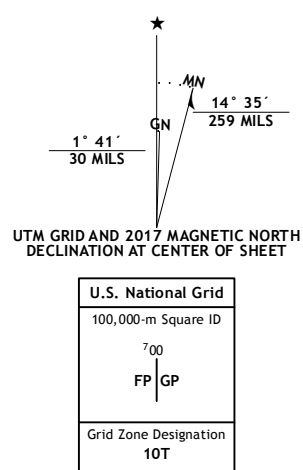 MN
GN
14° 35´
259 MILS
1° 41´
30 MILS
UTM GRID AND 2017 MAGNETIC NORTH
DECLINATION AT CENTER OF SHEET
U.S. National Grid
100,000-m Square ID
⁷00
FP GP
Grid Zone Designation
10T